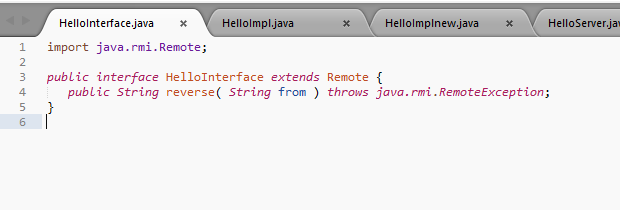 HelloInterface.java × HelloImpl.java × HelloImplnew.java × HelloServer.jav
1 import java.rmi.Remote;
2
3 public interface HelloInterface extends Remote {
4 public String reverse( String from ) throws java.rmi.RemoteException;
5 }
6